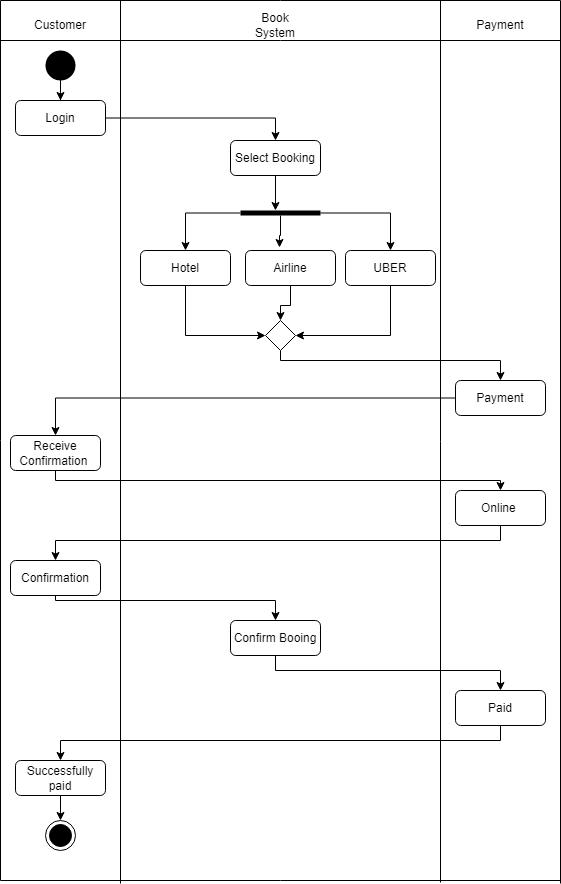 Customer
Book
System
Payment
Login
Select Booking
Hotel
Airline
UBER
Payment
Receive
Confirmation
Online
Confirmation
Confirm Booing
Paid
Successfully
paid